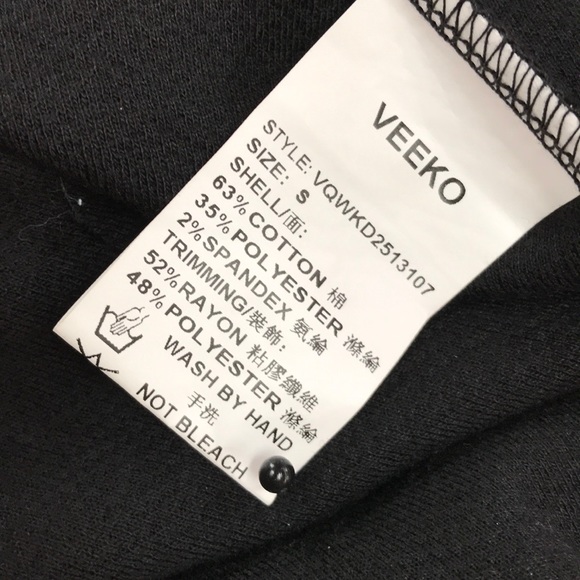 VEEKO
STYLE: VQWKD2513107
SIZE: S
SHELL/面:
63% COTTON 棉
35% POLYESTER 滌綸
2% SPANDEX 氨綸
TRIMMING/裝飾:
52% RAYON 粘膠纖維
48% POLYESTER 滌綸
WASH BY HAND
手洗
NOT BLEACH